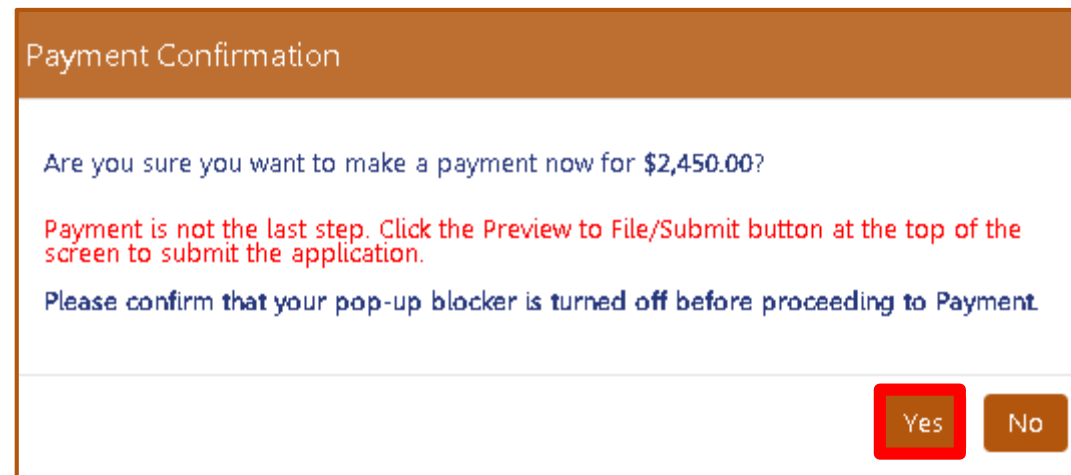 Payment Confirmation
Are you sure you want to make a payment now for $2,450.00?
Payment is not the last step. Click the Preview to File/Submit button at the top of the
screen to submit the application.
Please confirm that your pop-up blocker is turned off before proceeding to Payment.
Yes No